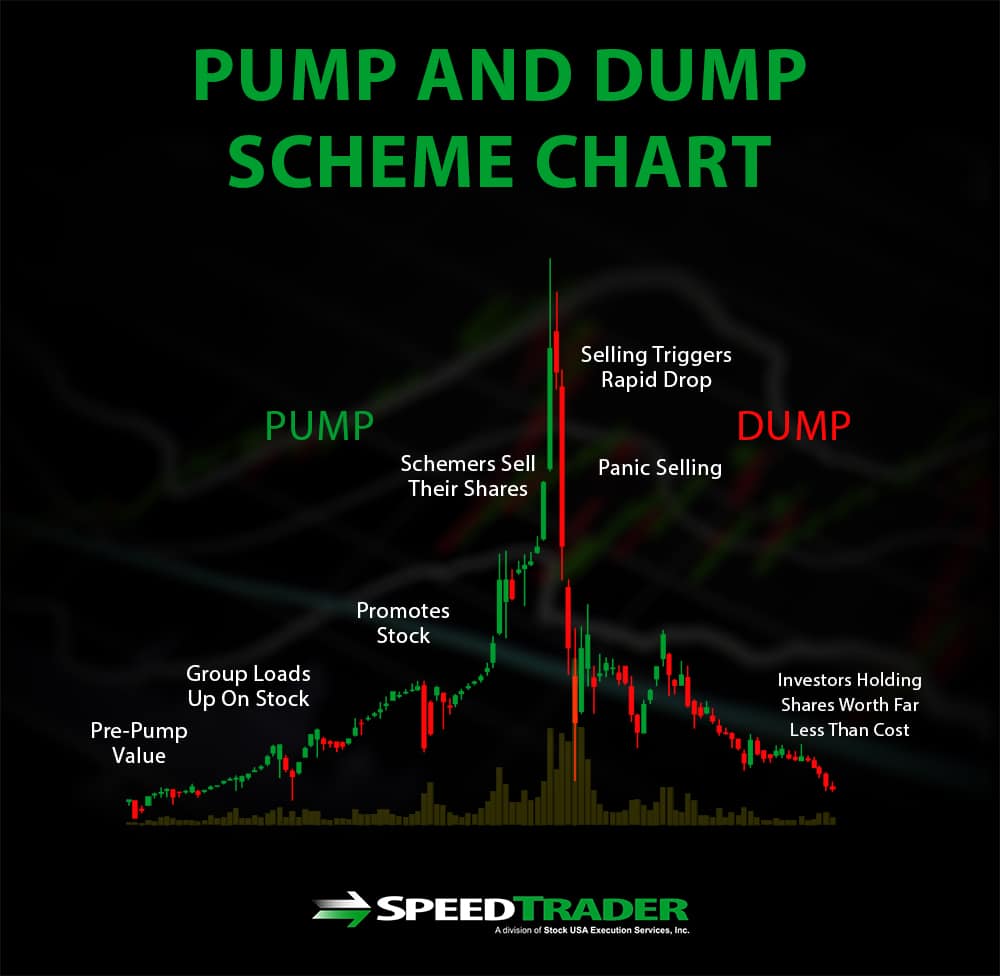 PUMP AND DUMP
SCHEME CHART
Selling Triggers
Rapid Drop
PUMP
DUMP
Schemers Sell
Their Shares
Panic Selling
Promotes
Stock
Group Loads
Up On Stock
Investors Holding
Shares Worth Far
Less Than Cost
Pre-Pump
Value
SPEEDTRADER
A division of Stock USA Execution Services, Inc.